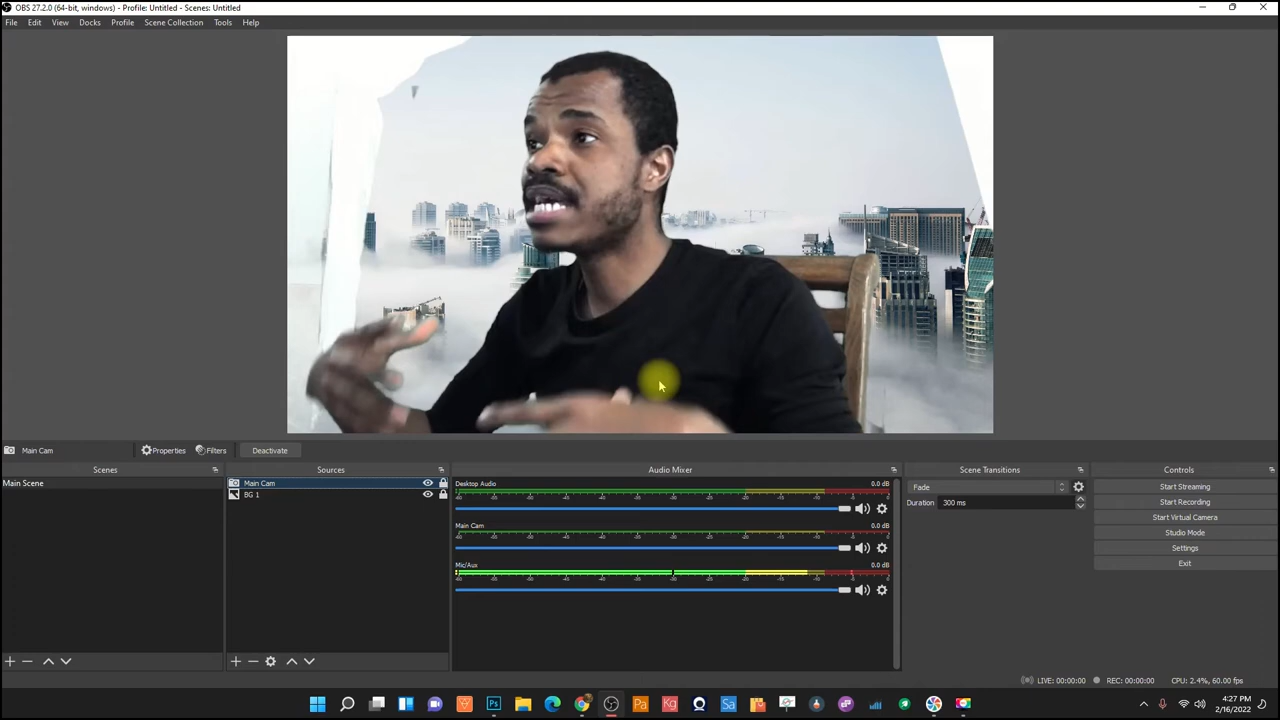 OBS 27.2.0 (64-bit, windows) - Profile: Untitled - Scenes: Untitled
File Edit View Docks Profile Scene Collection Tools Help
Main Cam Properties Filters Deactivate
Scenes
Main Scene
Sources
Main Cam
BG 1
Audio Mixer
Desktop Audio 0.0 dB
Main Cam 0.0 dB
Mic/Aux 0.0 dB
Scene Transitions
Fade
Duration 300 ms
Controls
Start Streaming
Start Recording
Start Virtual Camera
Studio Mode
Settings
Exit
LIVE: 00:00:00 REC: 00:00:00 CPU: 2.4%, 60.00 fps
Ps Pa Kg Sa
4:27 PM
2/16/2022